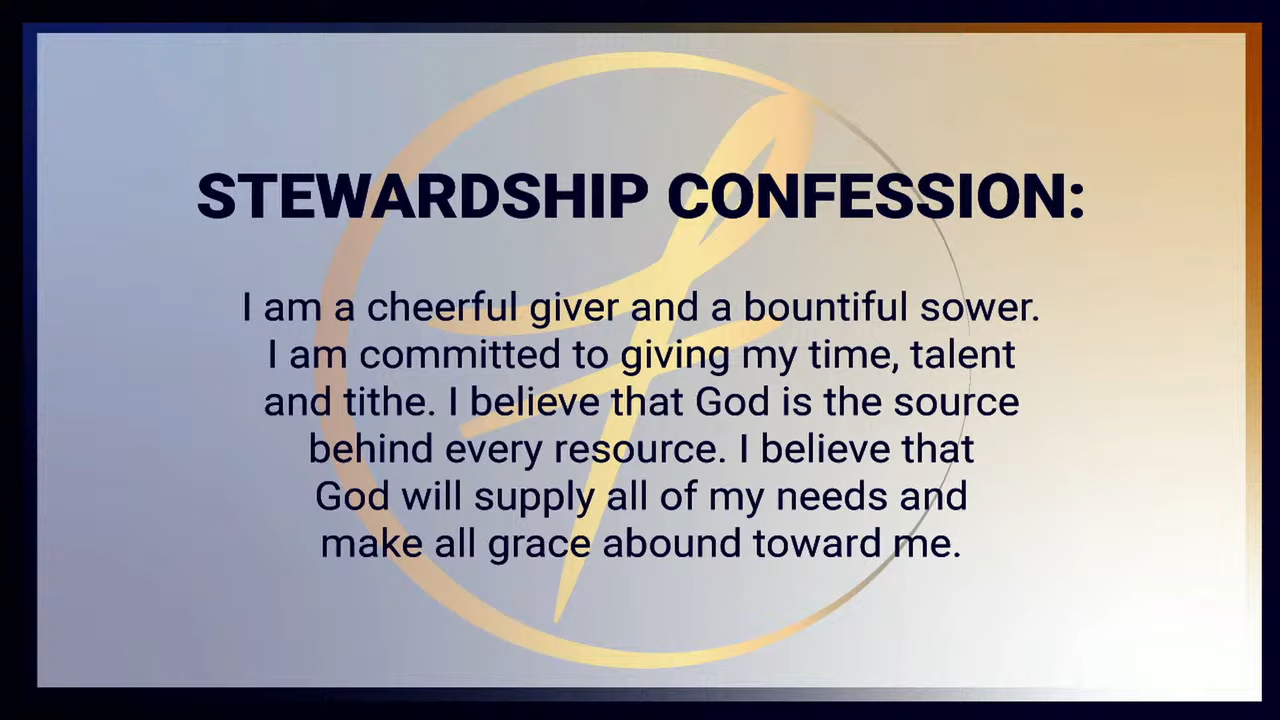 STEWARDSHIP CONFESSION:
I am a cheerful giver and a bountiful sower.
I am committed to giving my time, talent
and tithe. I believe that God is the source
behind every resource. I believe that
God will supply all of my needs and
make all grace abound toward me.